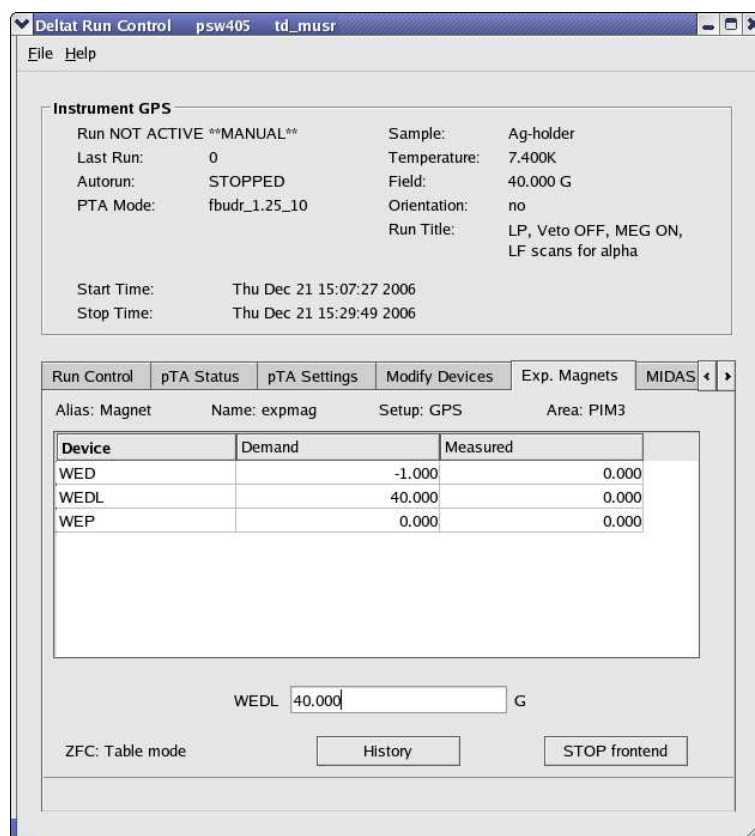 Deltat Run Control psw405 td_musr
File Help
Instrument GPS
Run NOT ACTIVE **MANUAL** Sample: Ag-holder
Last Run: 0 Temperature: 7.400K
Autorun: STOPPED Field: 40.000 G
PTA Mode: fbudr_1.25_10 Orientation: no
Run Title: LP, Veto OFF, MEG ON,
LF scans for alpha
Start Time: Thu Dec 21 15:07:27 2006
Stop Time: Thu Dec 21 15:29:49 2006
Run Control pTA Status pTA Settings Modify Devices Exp. Magnets MIDAS
Alias: Magnet Name: expmag Setup: GPS Area: PIM3
Device Demand Measured
WED -1.000 0.000
WEDL 40.000 0.000
WEP 0.000 0.000
WEDL 40.000 G
ZFC: Table mode History STOP frontend